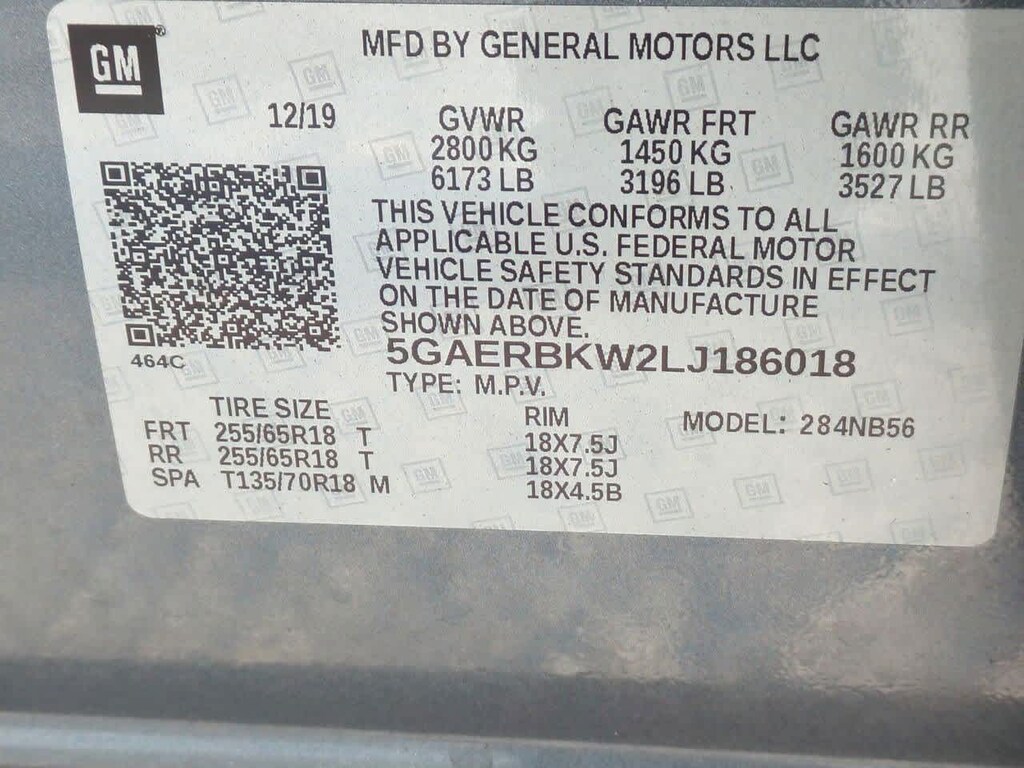 GM
MFD BY GENERAL MOTORS LLC
12/19
GVWR GAWR FRT GAWR RR
2800 KG 1450 KG 1600 KG
6173 LB 3196 LB 3527 LB
THIS VEHICLE CONFORMS TO ALL
APPLICABLE U.S. FEDERAL MOTOR
VEHICLE SAFETY STANDARDS IN EFFECT
ON THE DATE OF MANUFACTURE
SHOWN ABOVE.
464C
5GAERBKW2LJ186018
TYPE: M.P.V.
TIRE SIZE RIM MODEL: 284NB56
FRT 255/65R18 T 18X7.5J
RR 255/65R18 T 18X7.5J
SPA T135/70R18 M 18X4.5B